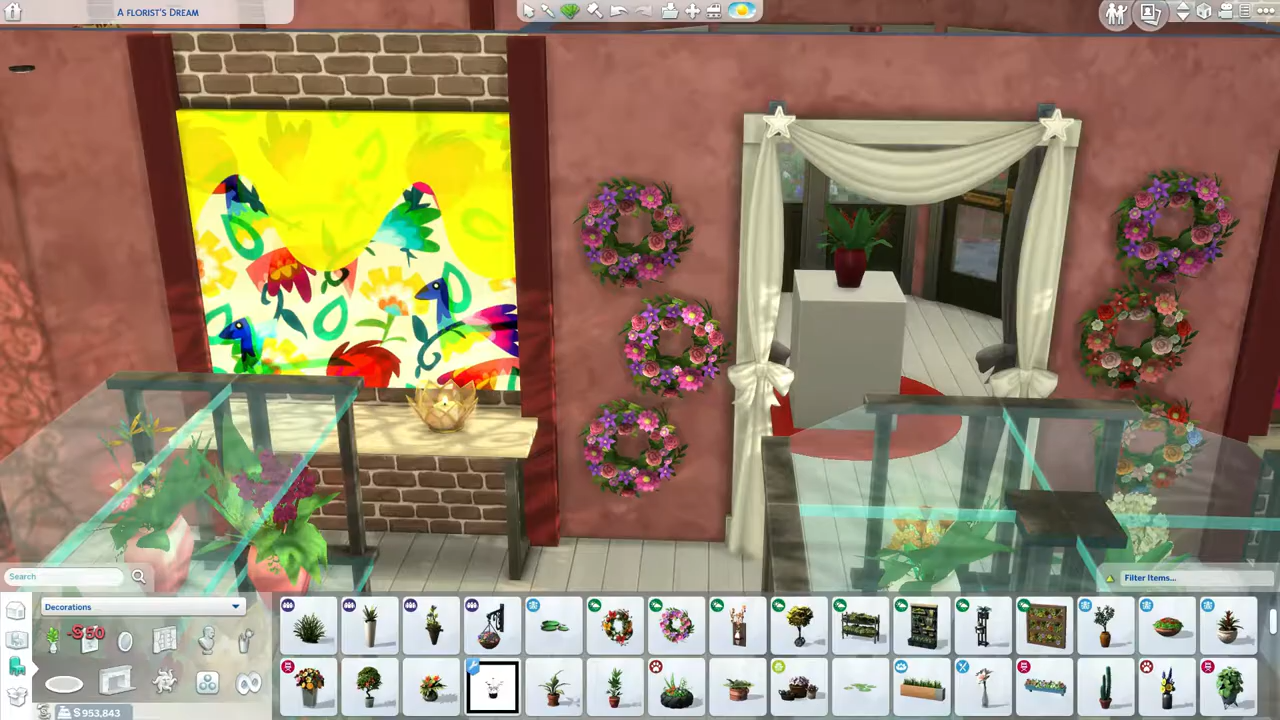 A FLORIST'S DREAM
Search
Filter Items...
Decorations
-§50
§953,843